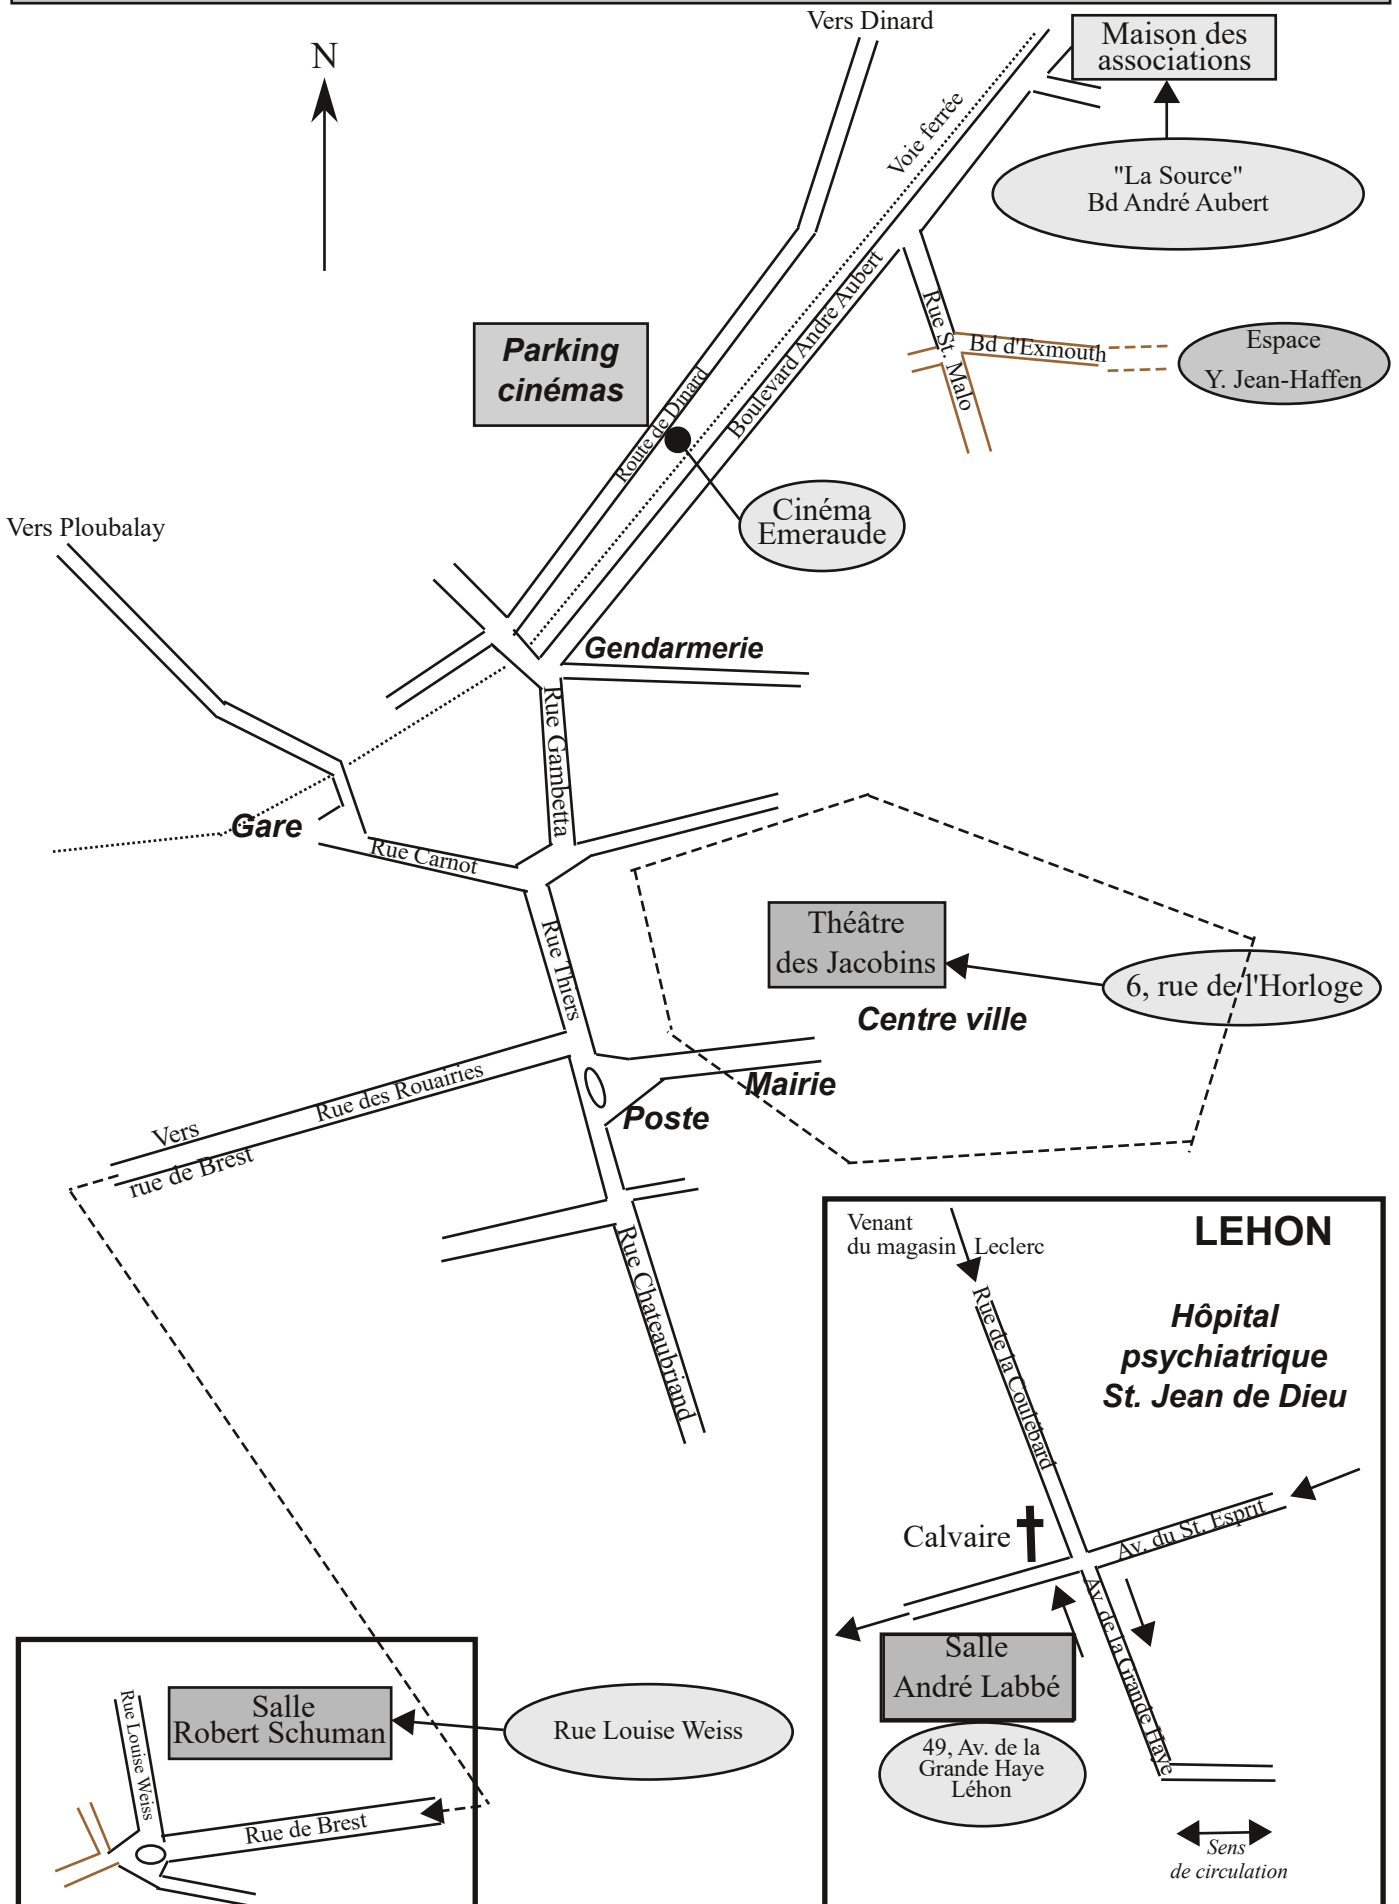 Vers Dinard
N
Maison des
associations
Voie ferrée
"La Source"
Bd André Aubert
Parking
cinémas
Route de Dinard
Boulevard André Aubert
Rue St. Malo
Bd d'Exmouth
Espace
Y. Jean-Haffen
Cinéma
Emeraude
Vers Ploubalay
Gendarmerie
Rue Gambetta
Gare
Rue Carnot
Rue Thiers
Théâtre
des Jacobins
6, rue de l'Horloge
Centre ville
Mairie
Poste
Rue des Rouairies
Vers
rue de Brest
Rue Chateaubriand
LEHON
Venant
du magasin Leclerc
Hôpital
psychiatrique
St. Jean de Dieu
Rue de la Coulébard
Calvaire
Av. du St. Esprit
Av. de la Grande Haye
Salle
André Labbé
49, Av. de la
Grande Haye
Léhon
Sens
de circulation
Salle
Robert Schuman
Rue Louise Weiss
Rue Louise Weiss
Rue de Brest